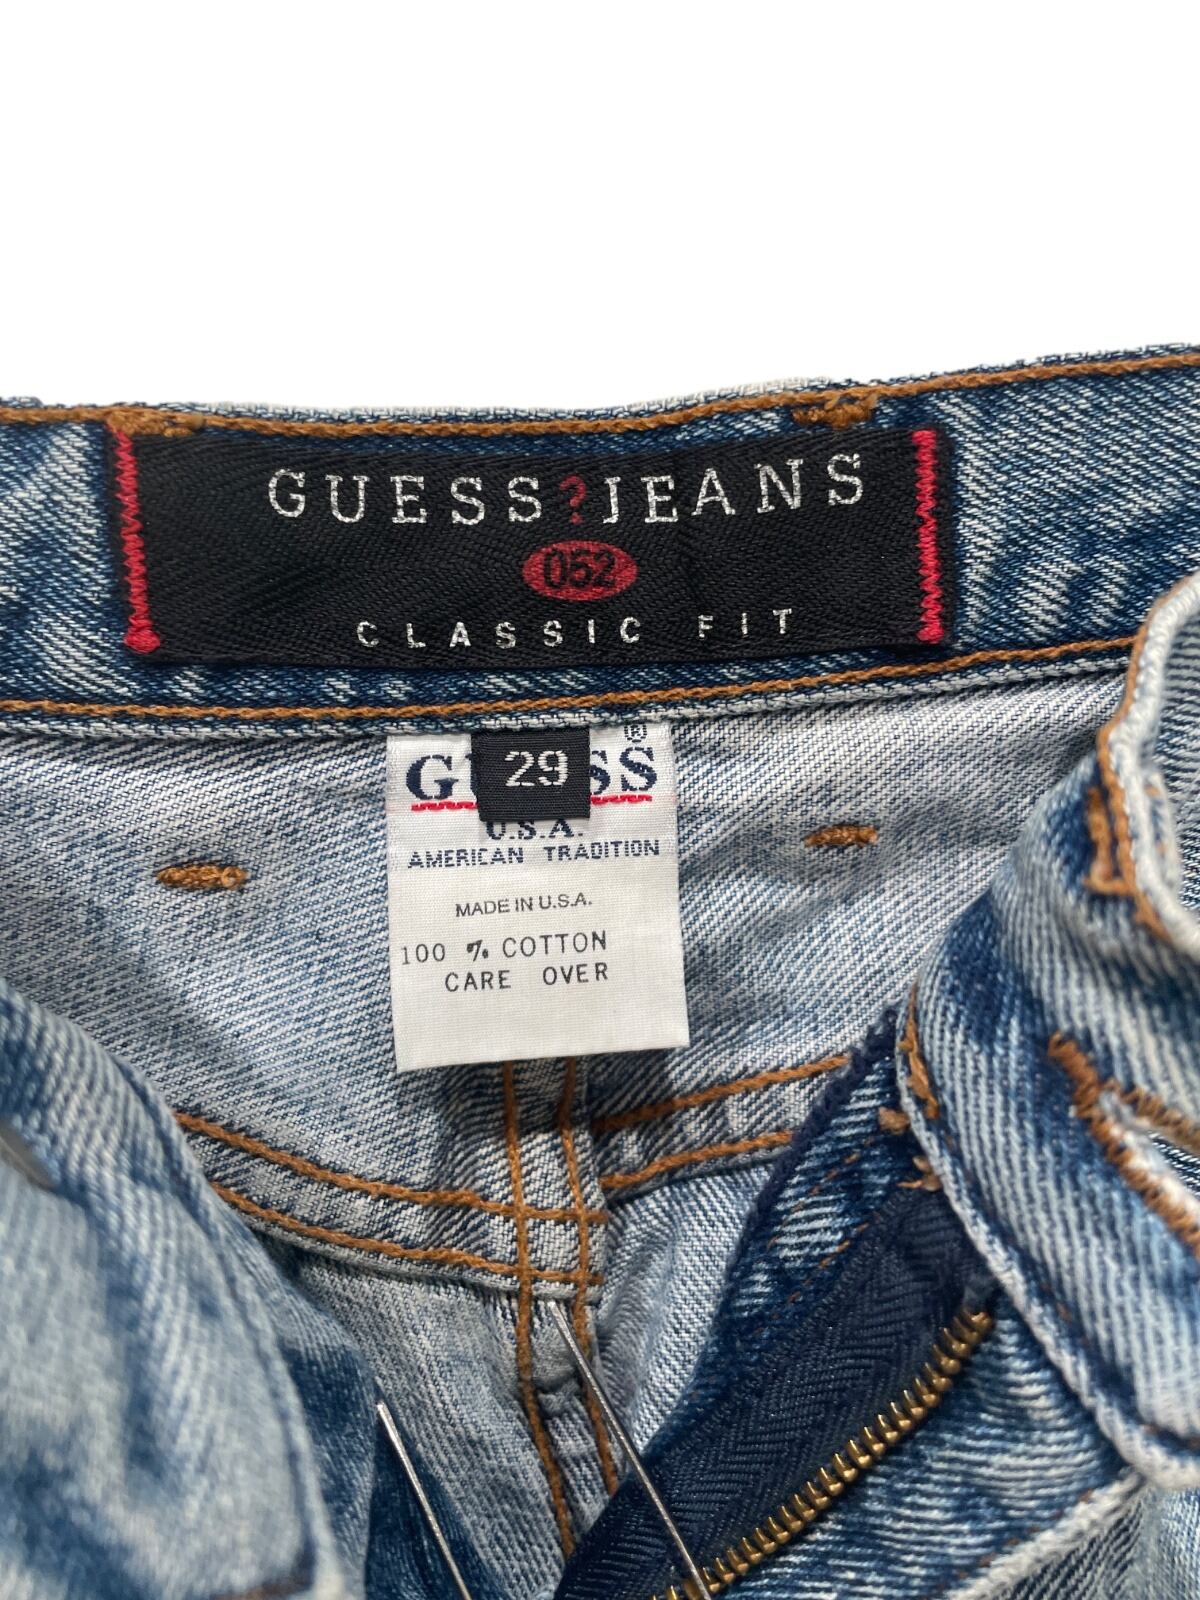 GUESS?JEANS
052
CLASSIC FIT
®
29
U.S.A.
AMERICAN TRADITION
MADE IN U.S.A.
100 % COTTON
CARE OVER